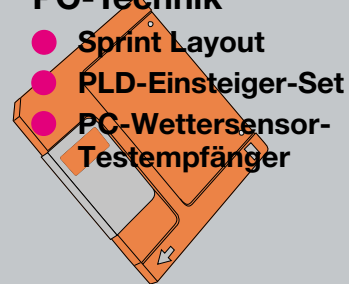 PC-Technik
Sprint Layout
PLD-Einsteiger-Set
PC-Wettersensor-
Testempfänger